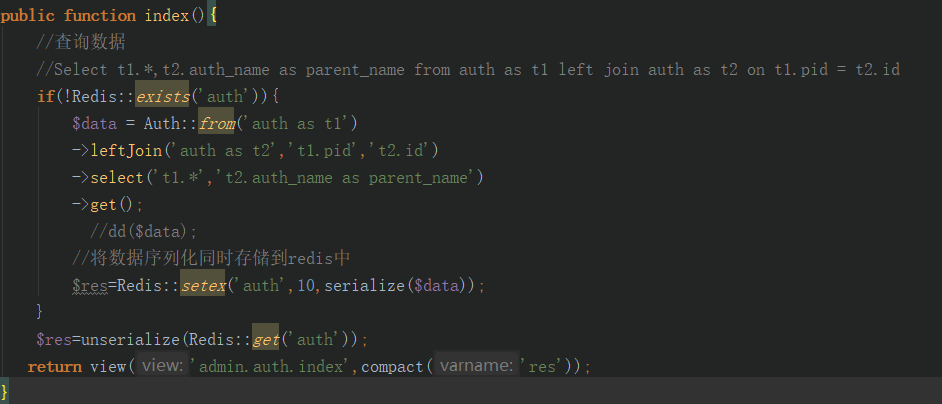 public function index(){
//查询数据
//Select t1.*,t2.auth_name as parent_name from auth as t1 left join auth as t2 on t1.pid = t2.id
if(!Redis::exists('auth')){
$data = Auth::from('auth as t1')
->leftJoin('auth as t2','t1.pid','t2.id')
->select('t1.*','t2.auth_name as parent_name')
->get();
//dd($data);
//将数据序列化同时存储到redis中
$res=Redis::setex('auth',10,serialize($data));
}
$res=unserialize(Redis::get('auth'));
return view( view: 'admin.auth.index',compact( varname: 'res'));
}